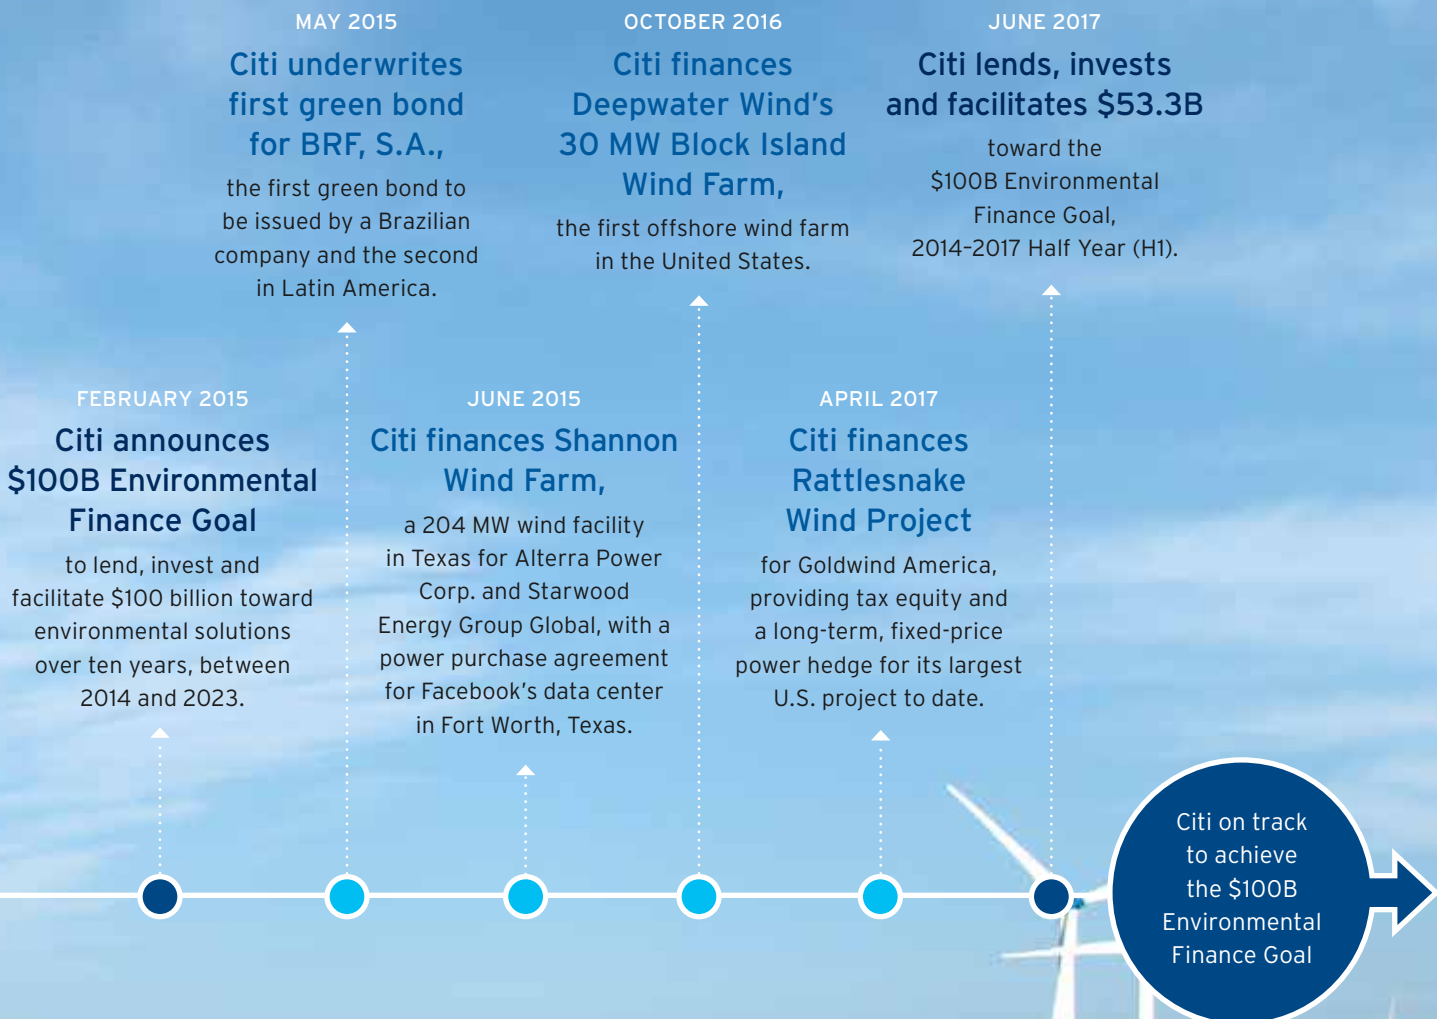 MAY 2015
Citi underwrites
first green bond
for BRF, S.A.,
the first green bond to
be issued by a Brazilian
company and the second
in Latin America.
OCTOBER 2016
Citi finances
Deepwater Wind’s
30 MW Block Island
Wind Farm,
the first offshore wind farm
in the United States.
JUNE 2017
Citi lends, invests
and facilitates $53.3B
toward the
$100B Environmental
Finance Goal,
2014–2017 Half Year (H1).
FEBRUARY 2015
Citi announces
$100B Environmental
Finance Goal
to lend, invest and
facilitate $100 billion toward
environmental solutions
over ten years, between
2014 and 2023.
JUNE 2015
Citi finances Shannon
Wind Farm,
a 204 MW wind facility
in Texas for Alterra Power
Corp. and Starwood
Energy Group Global, with a
power purchase agreement
for Facebook’s data center
in Fort Worth, Texas.
APRIL 2017
Citi finances
Rattlesnake
Wind Project
for Goldwind America,
providing tax equity and
a long-term, fixed-price
power hedge for its largest
U.S. project to date.
Citi on track
to achieve
the $100B
Environmental
Finance Goal